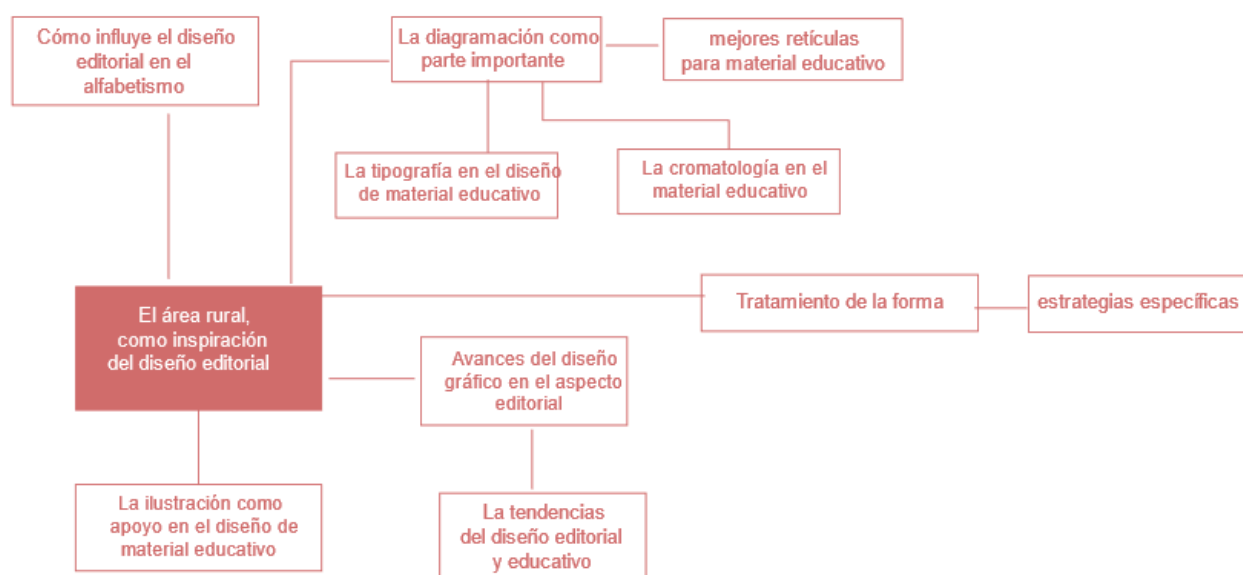 Cómo influye el diseño
editorial en el
alfabetismo
La diagramación como
parte importante
mejores retículas
para material educativo
La tipografía en el diseño
de material educativo
La cromatología en el
material educativo
El área rural,
como inspiración
del diseño editorial
Tratamiento de la forma
estrategias específicas
Avances del diseño
gráfico en el aspecto
editorial
La ilustración como
apoyo en el diseño de
material educativo
La tendencias
del diseño editorial
y educativo